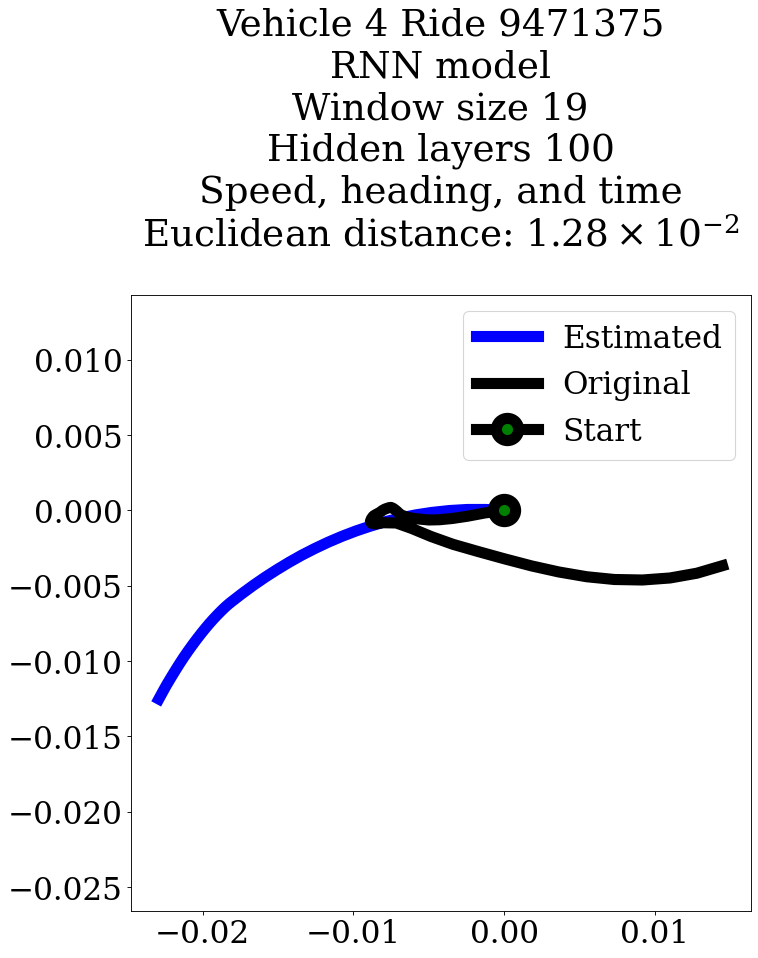 Vehicle 4 Ride 9471375
RNN model
Window size 19
Hidden layers 100
Speed, heading, and time
Euclidean distance: 1.28 × 10⁻²
Estimated
Original
Start
0.010
0.005
0.000
−0.005
−0.010
−0.015
−0.020
−0.025
−0.02 −0.01 0.00 0.01